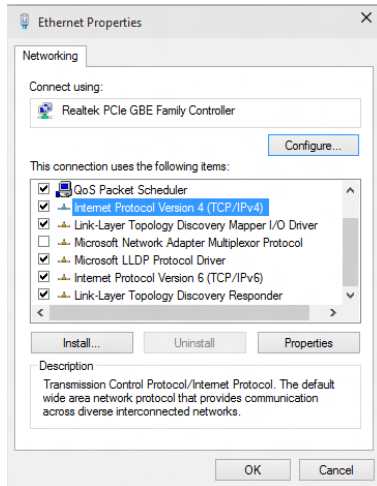 Ethernet Properties
Networking
Connect using:
Realtek PCIe GBE Family Controller
Configure...
This connection uses the following items:
QoS Packet Scheduler
Internet Protocol Version 4 (TCP/IPv4)
Link-Layer Topology Discovery Mapper I/O Driver
Microsoft Network Adapter Multiplexor Protocol
Microsoft LLDP Protocol Driver
Internet Protocol Version 6 (TCP/IPv6)
Link-Layer Topology Discovery Responder
Install... Uninstall Properties
Description
Transmission Control Protocol/Internet Protocol. The default
wide area network protocol that provides communication
across diverse interconnected networks.
OK Cancel